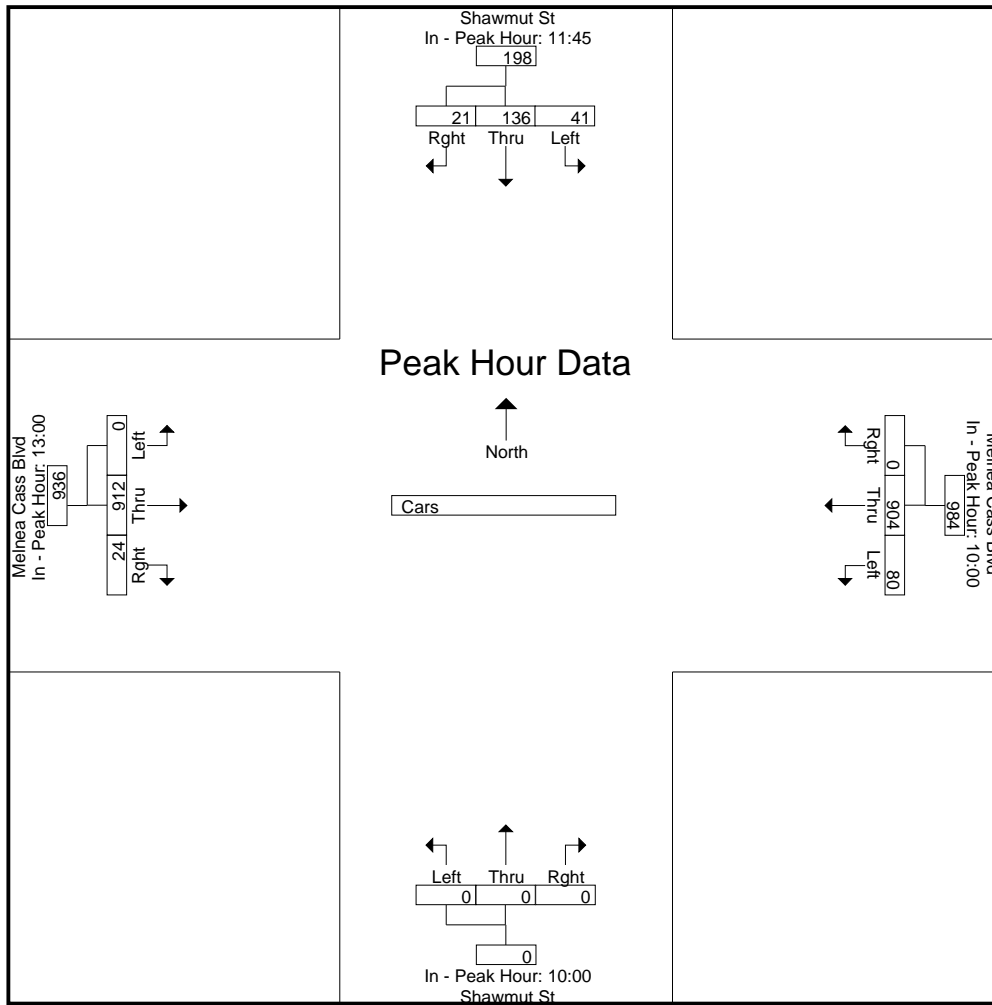 Shawmut St
In - Peak Hour: 11:45
198
21 136 41
Rght Thru Left
Peak Hour Data
North
Cars
Melnea Cass Blvd
In - Peak Hour: 13:00
936
0 912 24
Left Thru Rght
Melnea Cass Blvd
In - Peak Hour: 10:00
984
0 904 80
Rght Thru Left
Left Thru Rght
0 0 0
0
In - Peak Hour: 10:00
Shawmut St